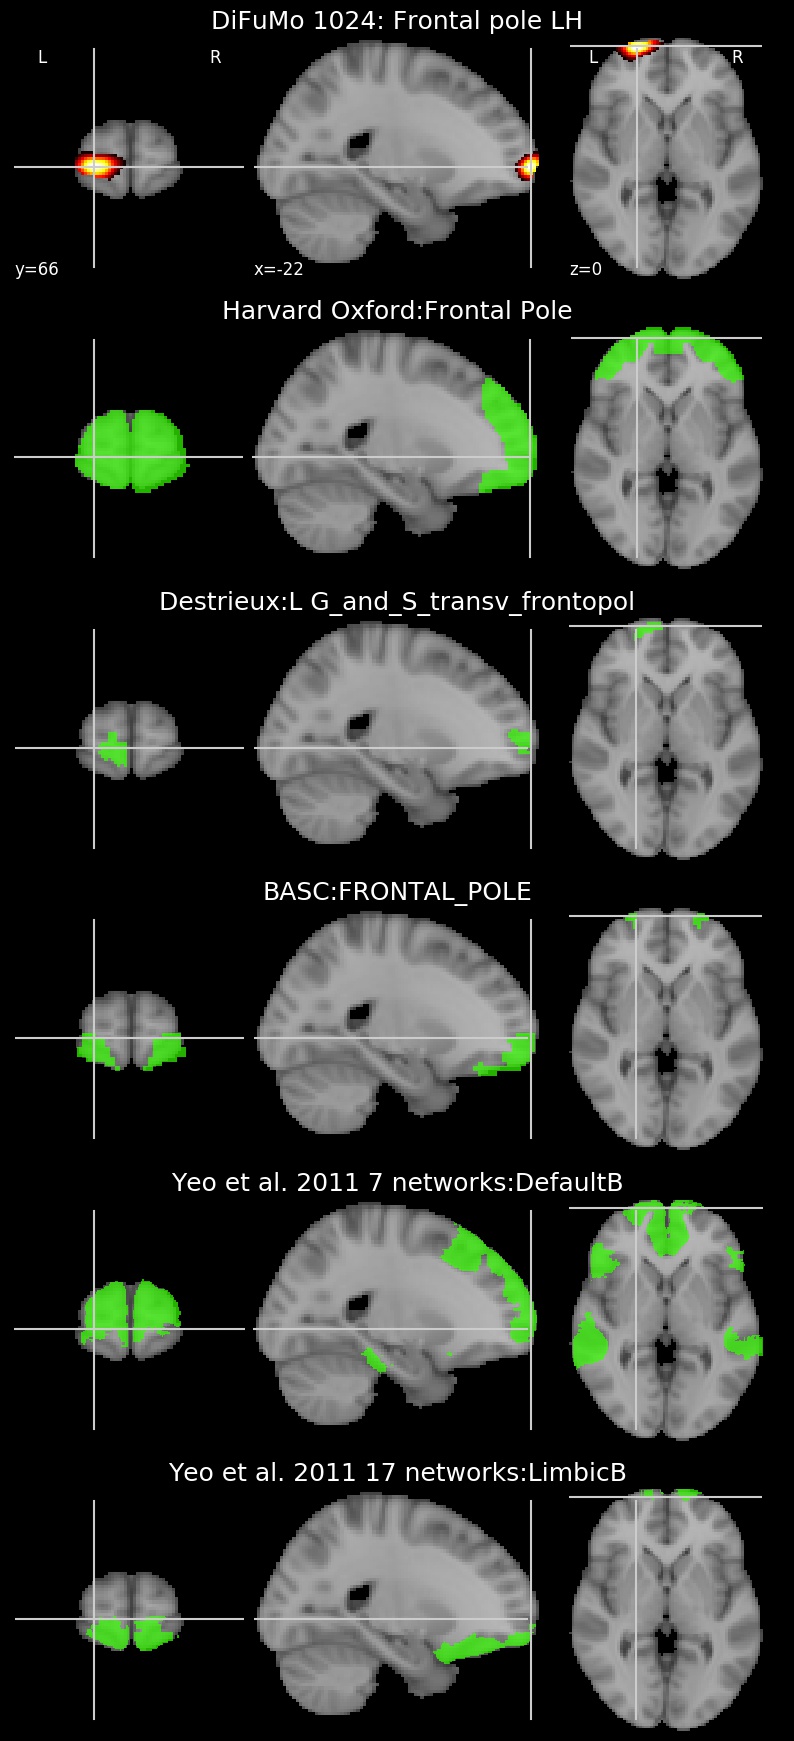 DiFuMo 1024: Frontal pole LH
L R L R
y=66 x=-22 z=0
Harvard Oxford:Frontal Pole
Destrieux:L G_and_S_transv_frontopol
BASC:FRONTAL_POLE
Yeo et al. 2011 7 networks:DefaultB
Yeo et al. 2011 17 networks:LimbicB